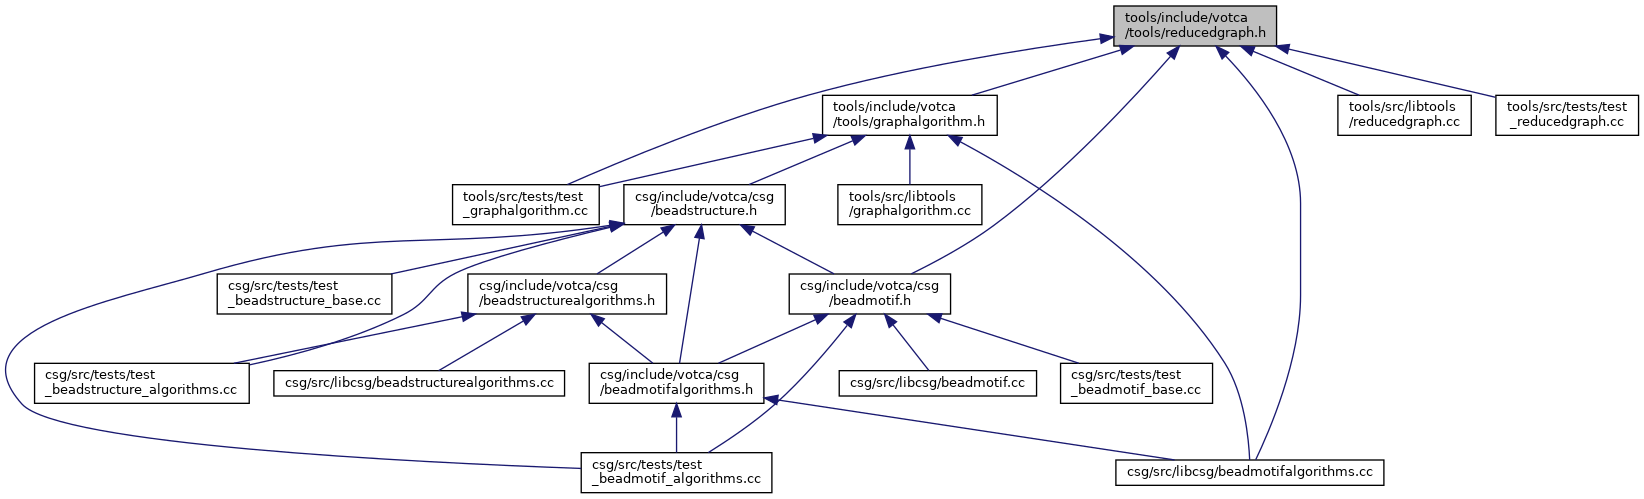 tools/include/votca
/tools/reducedgraph.h
tools/include/votca
/tools/graphalgorithm.h
tools/src/libtools
/reducedgraph.cc
tools/src/tests/test
_reducedgraph.cc
tools/src/tests/test
_graphalgorithm.cc
csg/include/votca/csg
/beadstructure.h
tools/src/libtools
/graphalgorithm.cc
csg/src/tests/test
_beadstructure_base.cc
csg/include/votca/csg
/beadstructurealgorithms.h
csg/include/votca/csg
/beadmotif.h
csg/src/tests/test
_beadstructure_algorithms.cc
csg/src/libcsg/beadstructurealgorithms.cc
csg/include/votca/csg
/beadmotifalgorithms.h
csg/src/libcsg/beadmotif.cc
csg/src/tests/test
_beadmotif_base.cc
csg/src/tests/test
_beadmotif_algorithms.cc
csg/src/libcsg/beadmotifalgorithms.cc